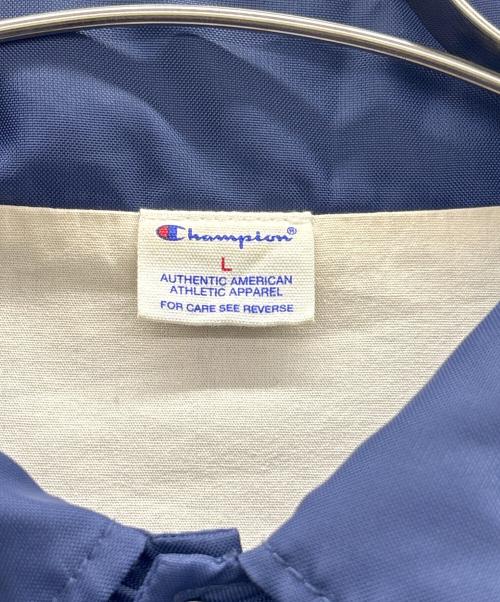 Champion®
L
AUTHENTIC AMERICAN
ATHLETIC APPAREL
FOR CARE SEE REVERSE